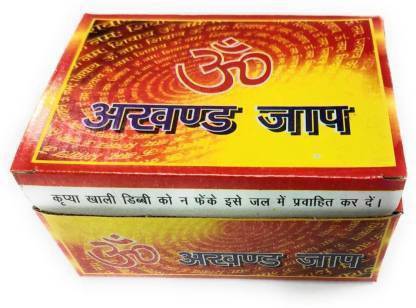 ॐ
अखण्ड जाप
कृप्या खाली डिब्बी को न फेंके इसे जल में प्रवाहित कर दें।
ॐ
अखण्ड जाप